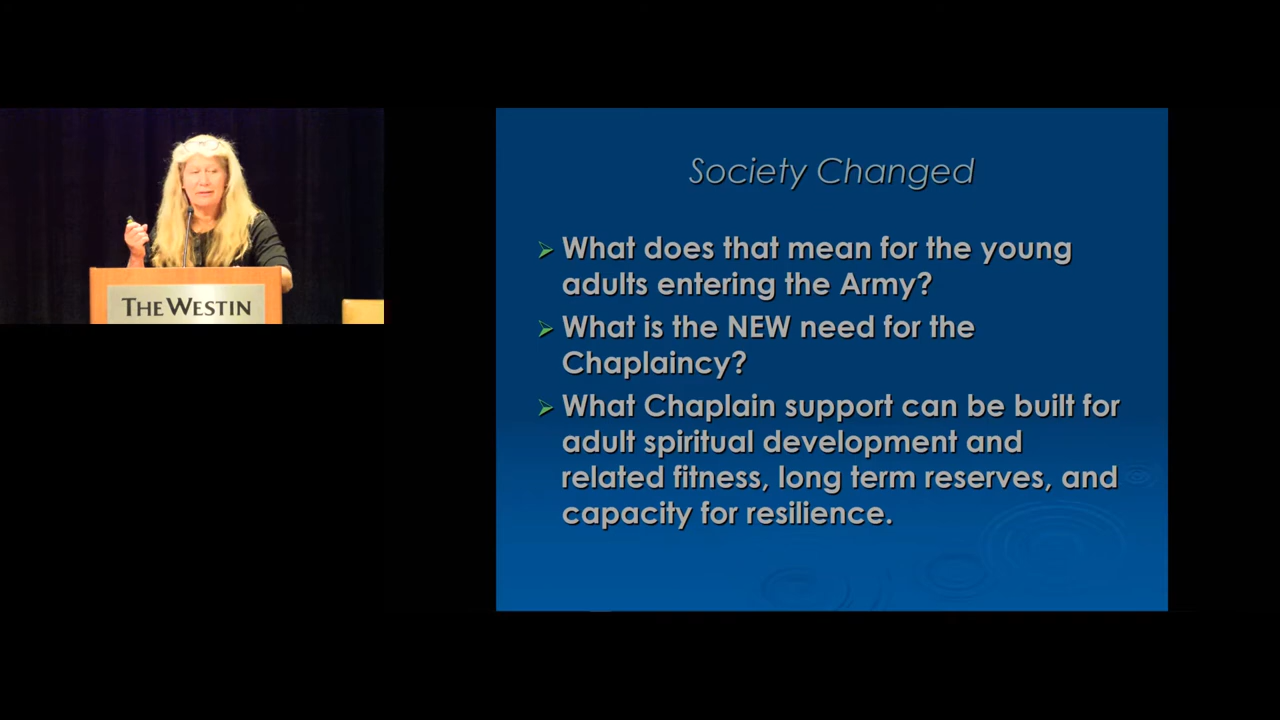 THE WESTIN
Society Changed
What does that mean for the young
adults entering the Army?
What is the NEW need for the
Chaplaincy?
What Chaplain support can be built for
adult spiritual development and
related fitness, long term reserves, and
capacity for resilience.